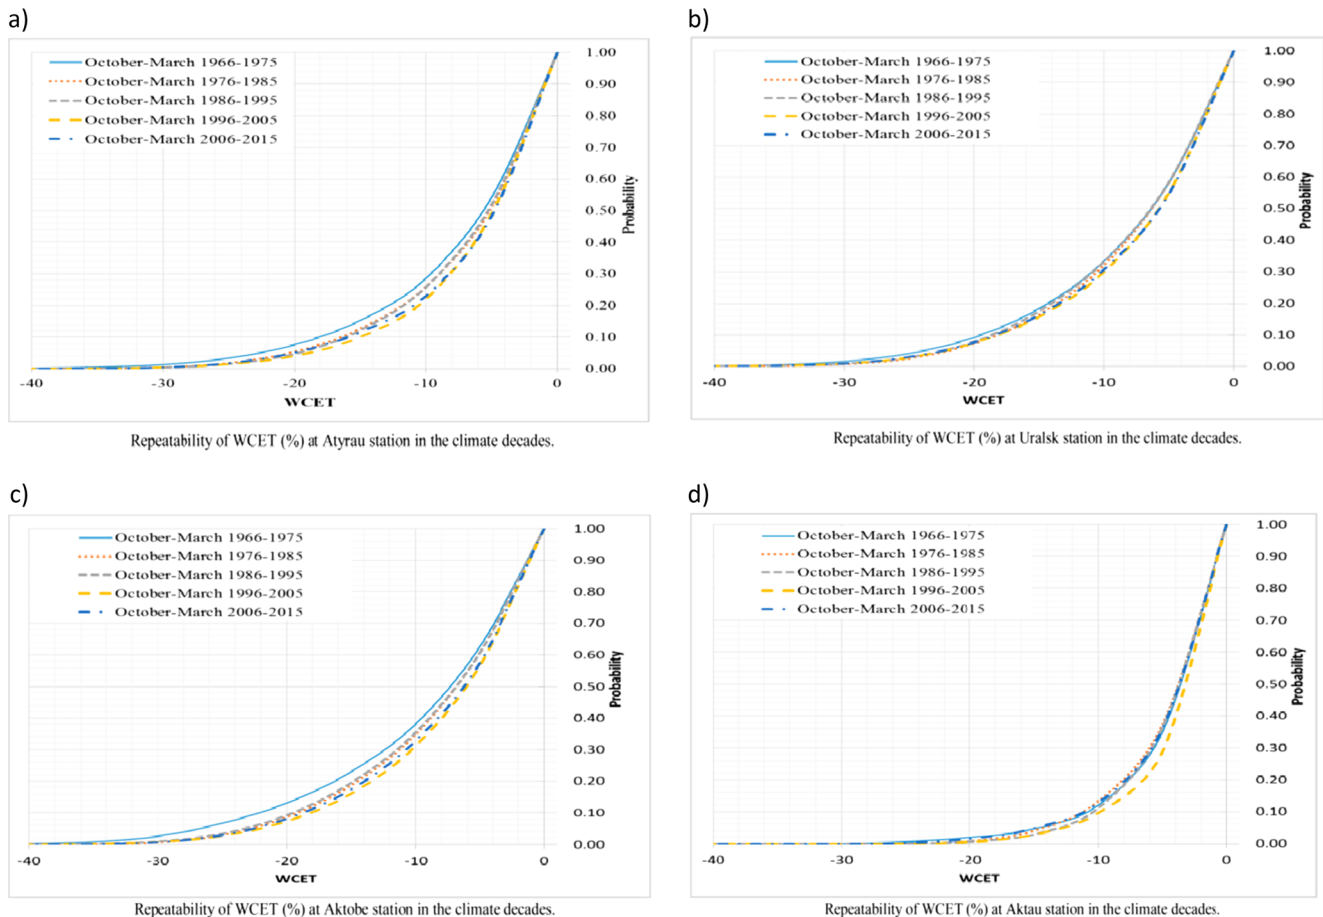 a)
October-March 1966-1975
October-March 1976-1985
October-March 1986-1995
October-March 1996-2005
October-March 2006-2015
1.00
0.90
0.80
0.70
0.60
0.50
0.40
0.30
0.20
0.10
0.00
Probability
-40 -30 -20 -10 0
WCET
Repeatability of WCET (%) at Atyrau station in the climate decades.
b)
October-March 1966-1975
October-March 1976-1985
October-March 1986-1995
October-March 1996-2005
October-March 2006-2015
1.00
0.90
0.80
0.70
0.60
0.50
0.40
0.30
0.20
0.10
0.00
Probability
-40 -30 -20 -10 0
WCET
Repeatability of WCET (%) at Uralsk station in the climate decades.
c)
October-March 1966-1975
October-March 1976-1985
October-March 1986-1995
October-March 1996-2005
October-March 2006-2015
1.00
0.90
0.80
0.70
0.60
0.50
0.40
0.30
0.20
0.10
0.00
Probability
-40 -30 -20 -10 0
WCET
Repeatability of WCET (%) at Aktobe station in the climate decades.
d)
October-March 1966-1975
October-March 1976-1985
October-March 1986-1995
October-March 1996-2005
October-March 2006-2015
1.00
0.90
0.80
0.70
0.60
0.50
0.40
0.30
0.20
0.10
0.00
Probability
-40 -30 -20 -10 0
WCET
Repeatability of WCET (%) at Aktau station in the climate decades.